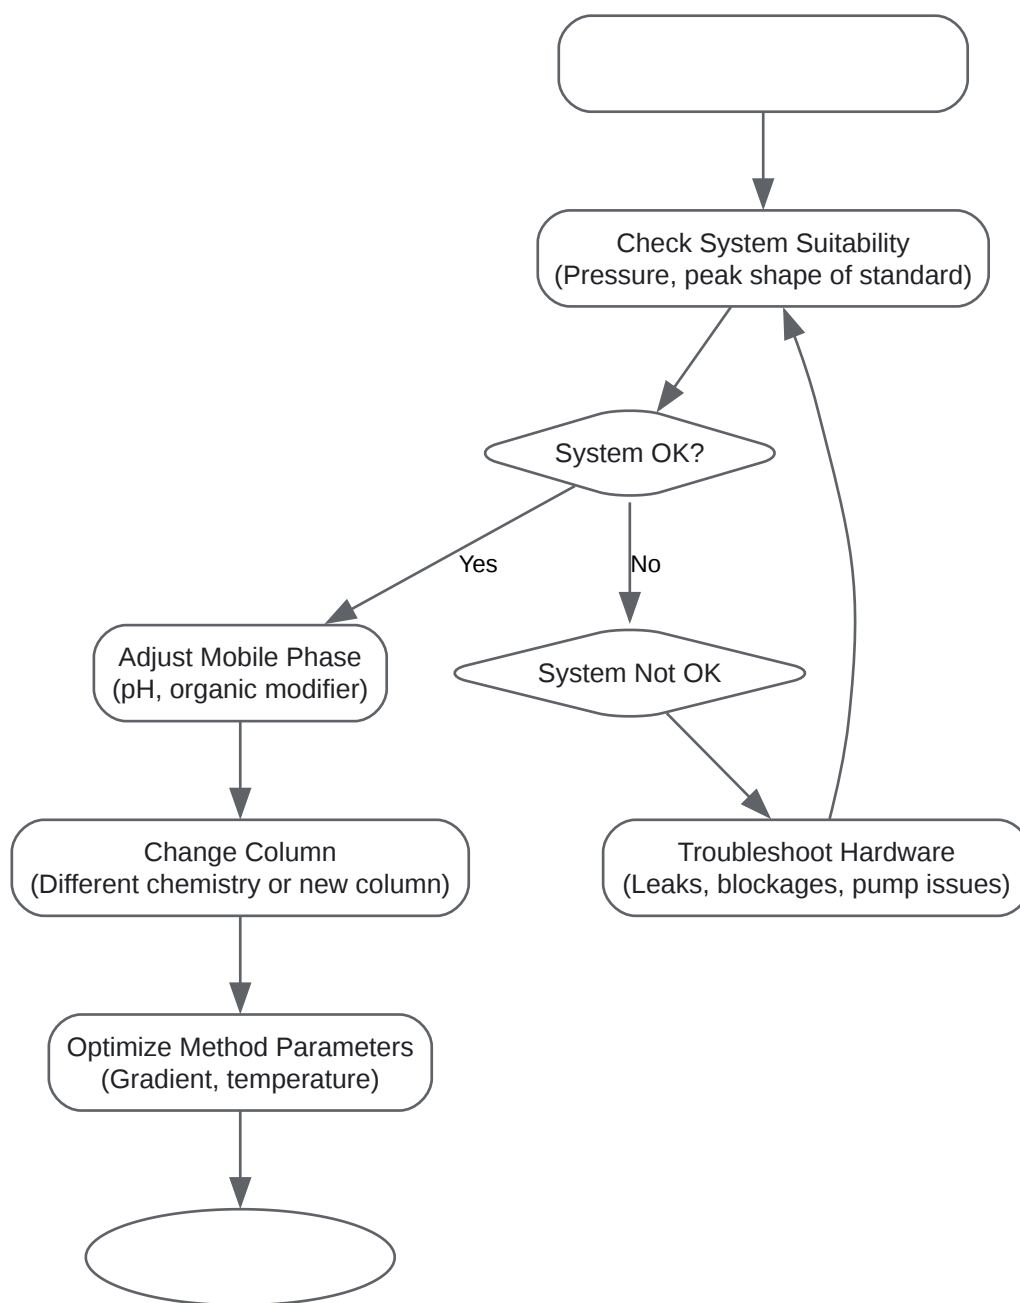 Check System Suitability
(Pressure, peak shape of standard)
System OK?
Yes
No
Adjust Mobile Phase
(pH, organic modifier)
System Not OK
Change Column
(Different chemistry or new column)
Troubleshoot Hardware
(Leaks, blockages, pump issues)
Optimize Method Parameters
(Gradient, temperature)